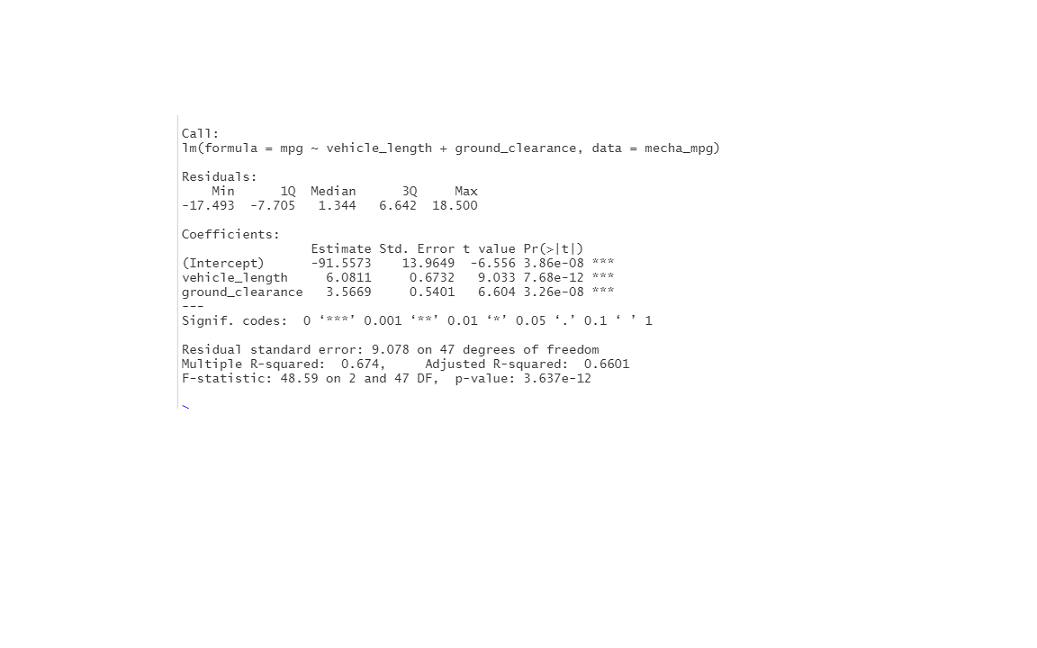 Call:
lm(formula = mpg ~ vehicle_length + ground_clearance, data = mecha_mpg)
Residuals:
    Min      1Q  Median      3Q     Max
-17.493  -7.705   1.344   6.642  18.500
Coefficients:
                 Estimate Std. Error t value Pr(>|t|)
(Intercept)      -91.5573    13.9649  -6.556 3.86e-08 ***
vehicle_length     6.0811     0.6732   9.033 7.68e-12 ***
ground_clearance   3.5669     0.5401   6.604 3.26e-08 ***
---
Signif. codes:  0 ‘***’ 0.001 ‘**’ 0.01 ‘*’ 0.05 ‘.’ 0.1 ‘ ’ 1
Residual standard error: 9.078 on 47 degrees of freedom
Multiple R-squared:  0.674,     Adjusted R-squared:  0.6601
F-statistic: 48.59 on 2 and 47 DF,  p-value: 3.637e-12
>